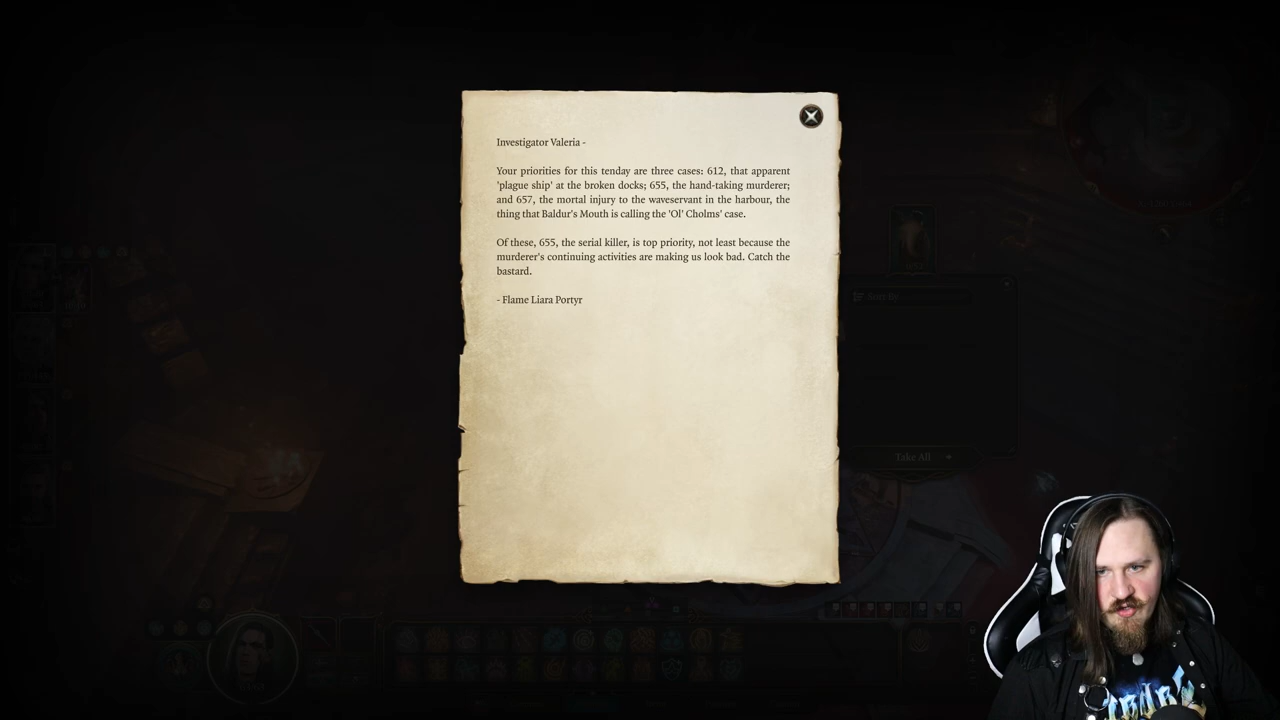 Investigator Valeria -
Your priorities for this tenday are three cases: 612, that apparent
'plague ship' at the broken docks; 655, the hand-taking murderer;
and 657, the mortal injury to the waveservant in the harbour, the
thing that Baldur's Mouth is calling the 'Ol' Cholms' case.
Of these, 655, the serial killer, is top priority, not least because the
murderer's continuing activities are making us look bad. Catch the
bastard.
- Flame Liara Portyr
Take All